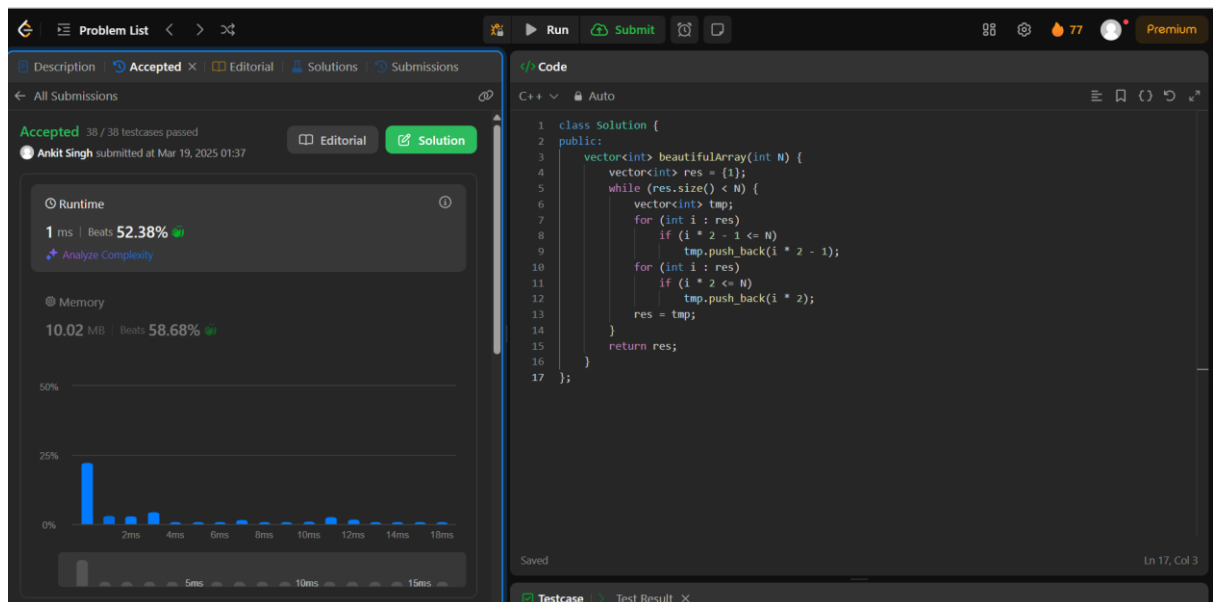 Problem List
Run
Submit
77
Premium
Description
Accepted
Editorial
Solutions
Submissions
All Submissions
Accepted 38 / 38 testcases passed
Ankit Singh submitted at Mar 19, 2025 01:37
Editorial
Solution
Runtime
1 ms | Beats 52.38%
Analyze Complexity
Memory
10.02 MB | Beats 58.68%
50%
25%
0%
2ms 4ms 6ms 8ms 10ms 12ms 14ms 18ms
5ms 10ms 15ms
</> Code
C++
Auto
1 class Solution {
2 public:
3 vector<int> beautifulArray(int N) {
4 vector<int> res = {1};
5 while (res.size() < N) {
6 vector<int> tmp;
7 for (int i : res)
8 if (i * 2 - 1 <= N)
9 tmp.push_back(i * 2 - 1);
10 for (int i : res)
11 if (i * 2 <= N)
12 tmp.push_back(i * 2);
13 res = tmp;
14 }
15 return res;
16 }
17 };
Saved
Ln 17, Col 3
Testcase
Test Result